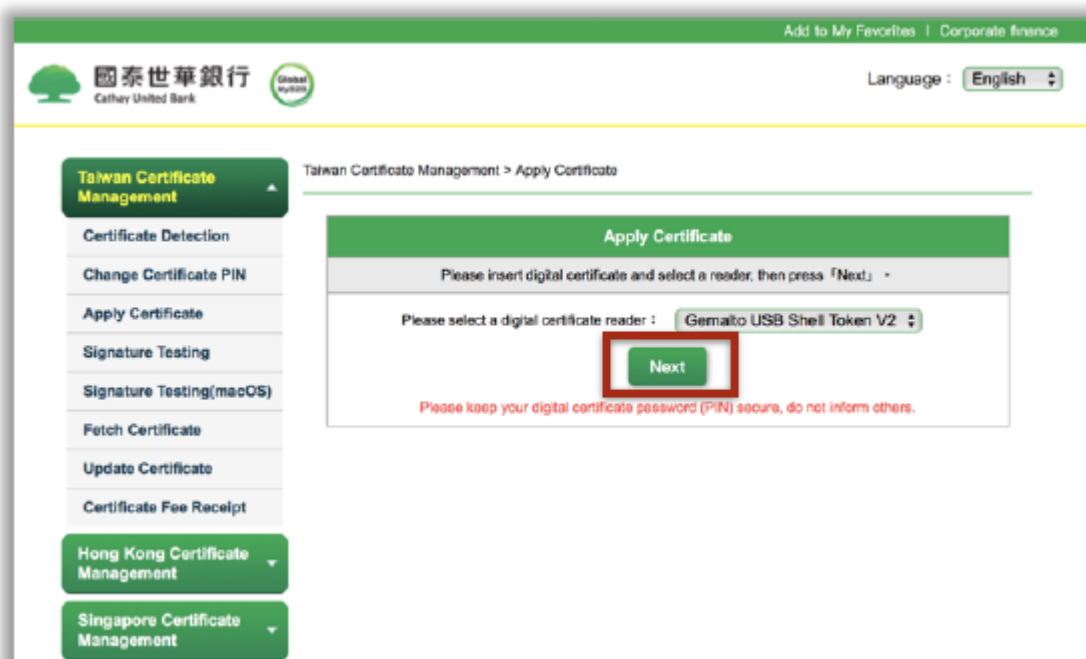 Add to My Favorites | Corporate finance
國泰世華銀行
Cathay United Bank
Global MyB2B
Language : English
Taiwan Certificate Management > Apply Certificate
Taiwan Certificate
Management
Certificate Detection
Change Certificate PIN
Apply Certificate
Signature Testing
Signature Testing(macOS)
Fetch Certificate
Update Certificate
Certificate Fee Receipt
Hong Kong Certificate
Management
Singapore Certificate
Management
Apply Certificate
Please insert digital certificate and select a reader, then press「Next」。
Please select a digital certificate reader : Gemalto USB Shell Token V2
Next
Please keep your digital certificate password (PIN) secure, do not inform others.